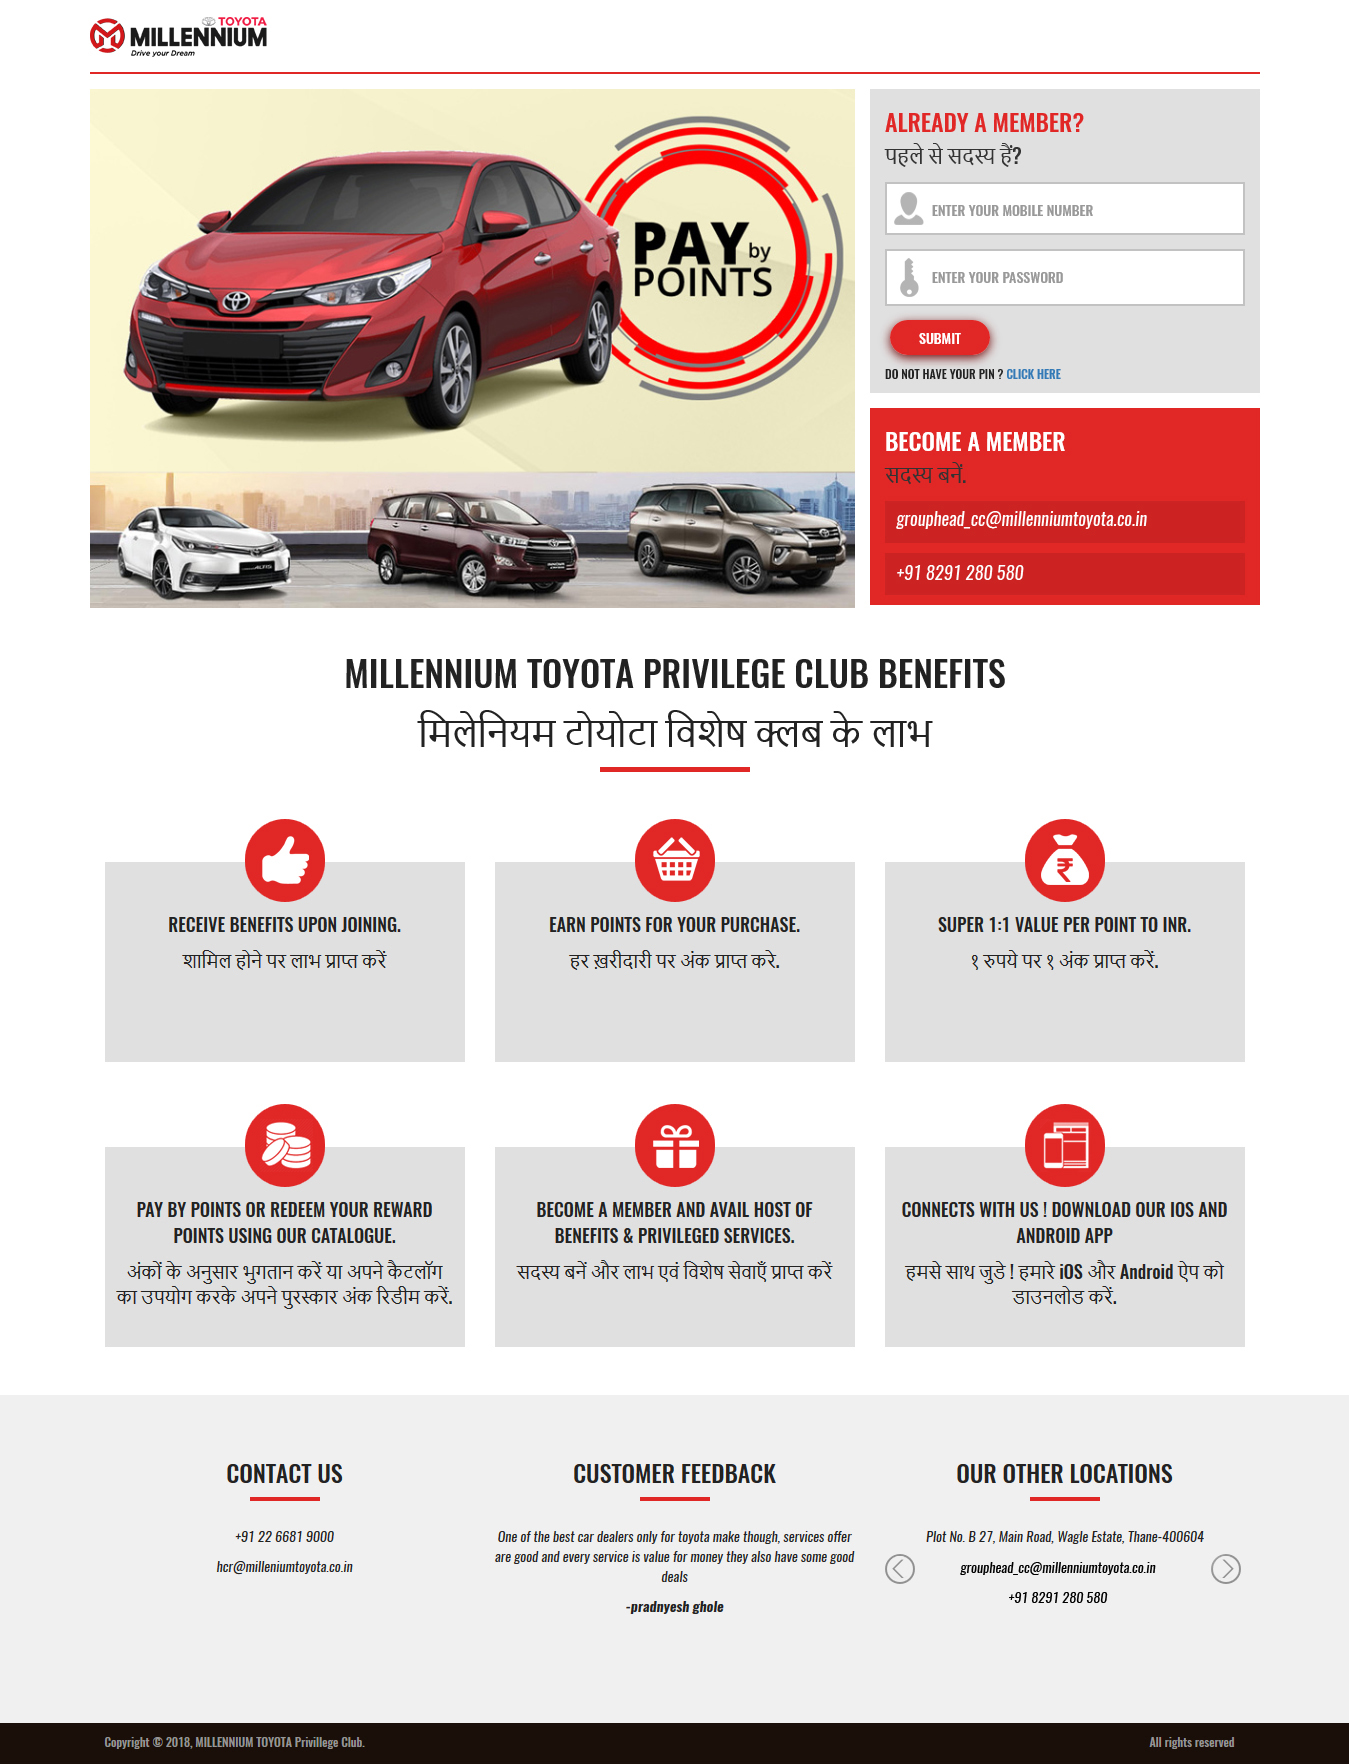 TOYOTA
MILLENNIUM
Drive your Dream
PAY by
POINTS
ALREADY A MEMBER?
पहले से सदस्य हैं?
ENTER YOUR MOBILE NUMBER
ENTER YOUR PASSWORD
SUBMIT
DO NOT HAVE YOUR PIN ? CLICK HERE
BECOME A MEMBER
सदस्य बनें.
grouphead_cc@millenniumtoyota.co.in
+91 8291 280 580
MILLENNIUM TOYOTA PRIVILEGE CLUB BENEFITS
मिलेनियम टोयोटा विशेष क्लब के लाभ
RECEIVE BENEFITS UPON JOINING.
शामिल होने पर लाभ प्राप्त करें
EARN POINTS FOR YOUR PURCHASE.
हर ख़रीदारी पर अंक प्राप्त करे.
SUPER 1:1 VALUE PER POINT TO INR.
१ रुपये पर १ अंक प्राप्त करें.
PAY BY POINTS OR REDEEM YOUR REWARD
POINTS USING OUR CATALOGUE.
अंकों के अनुसार भुगतान करें या अपने कैटलॉग
का उपयोग करके अपने पुरस्कार अंक रिडीम करें.
BECOME A MEMBER AND AVAIL HOST OF
BENEFITS & PRIVILEGED SERVICES.
सदस्य बनें और लाभ एवं विशेष सेवाएँ प्राप्त करें
CONNECTS WITH US ! DOWNLOAD OUR IOS AND
ANDROID APP
हमसे साथ जुडे ! हमारे iOS और Android ऐप को
डाउनलोड करें.
CONTACT US
+91 22 6681 9000
hcr@milleniumtoyota.co.in
CUSTOMER FEEDBACK
One of the best car dealers only for toyota make though, services offer
are good and every service is value for money they also have some good
deals
-pradnyesh ghole
OUR OTHER LOCATIONS
Plot No. B 27, Main Road, Wagle Estate, Thane-400604
grouphead_cc@millenniumtoyota.co.in
+91 8291 280 580
Copyright © 2018, MILLENNIUM TOYOTA Privillege Club.
All rights reserved